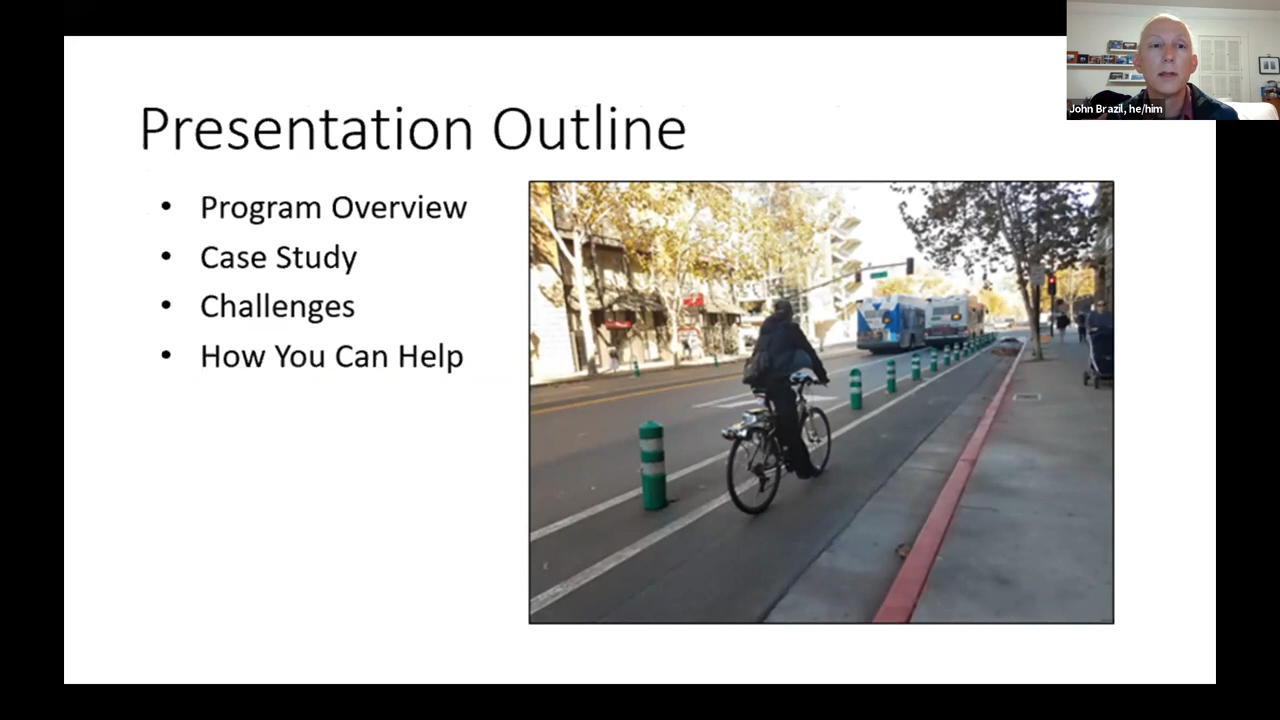 Presentation Outline
• Program Overview
• Case Study
• Challenges
• How You Can Help
John Brazil, he/him